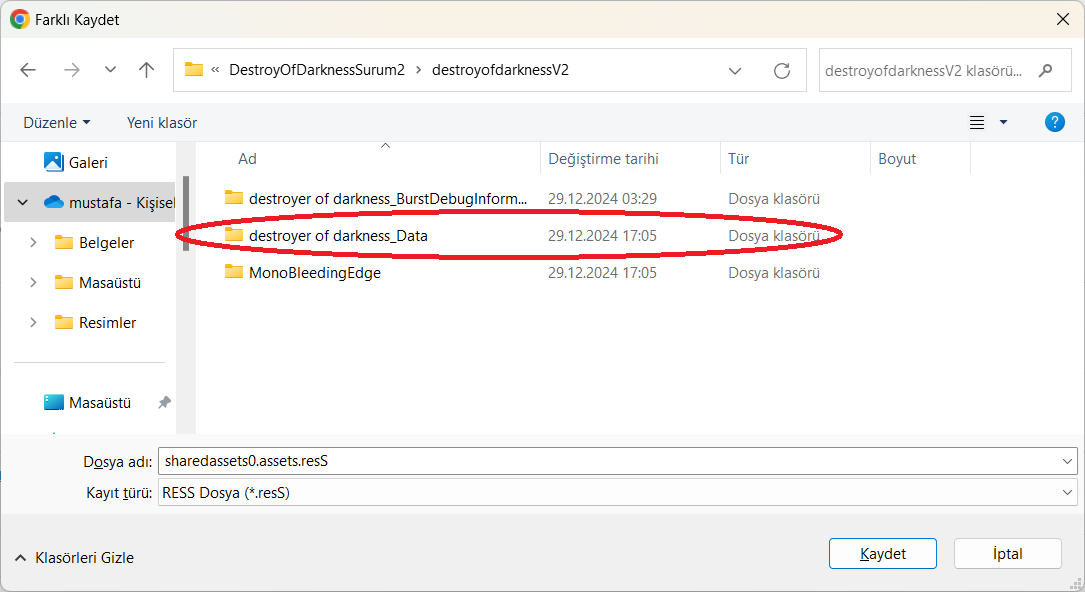 Farklı Kaydet
« DestroyOfDarknessSurum2 › destroyofdarknessV2
destroyofdarknessV2 klasörü...
Düzenle
Yeni klasör
Ad
Değiştirme tarihi
Tür
Boyut
Galeri
mustafa - Kişisel
Belgeler
Masaüstü
Resimler
Masaüstü
destroyer of darkness_BurstDebugInform... 29.12.2024 03:29 Dosya klasörü
destroyer of darkness_Data 29.12.2024 17:05 Dosya klasörü
MonoBleedingEdge 29.12.2024 17:05 Dosya klasörü
Dosya adı: sharedassets0.assets.resS
Kayıt türü: RESS Dosya (*.resS)
Klasörleri Gizle
Kaydet
İptal